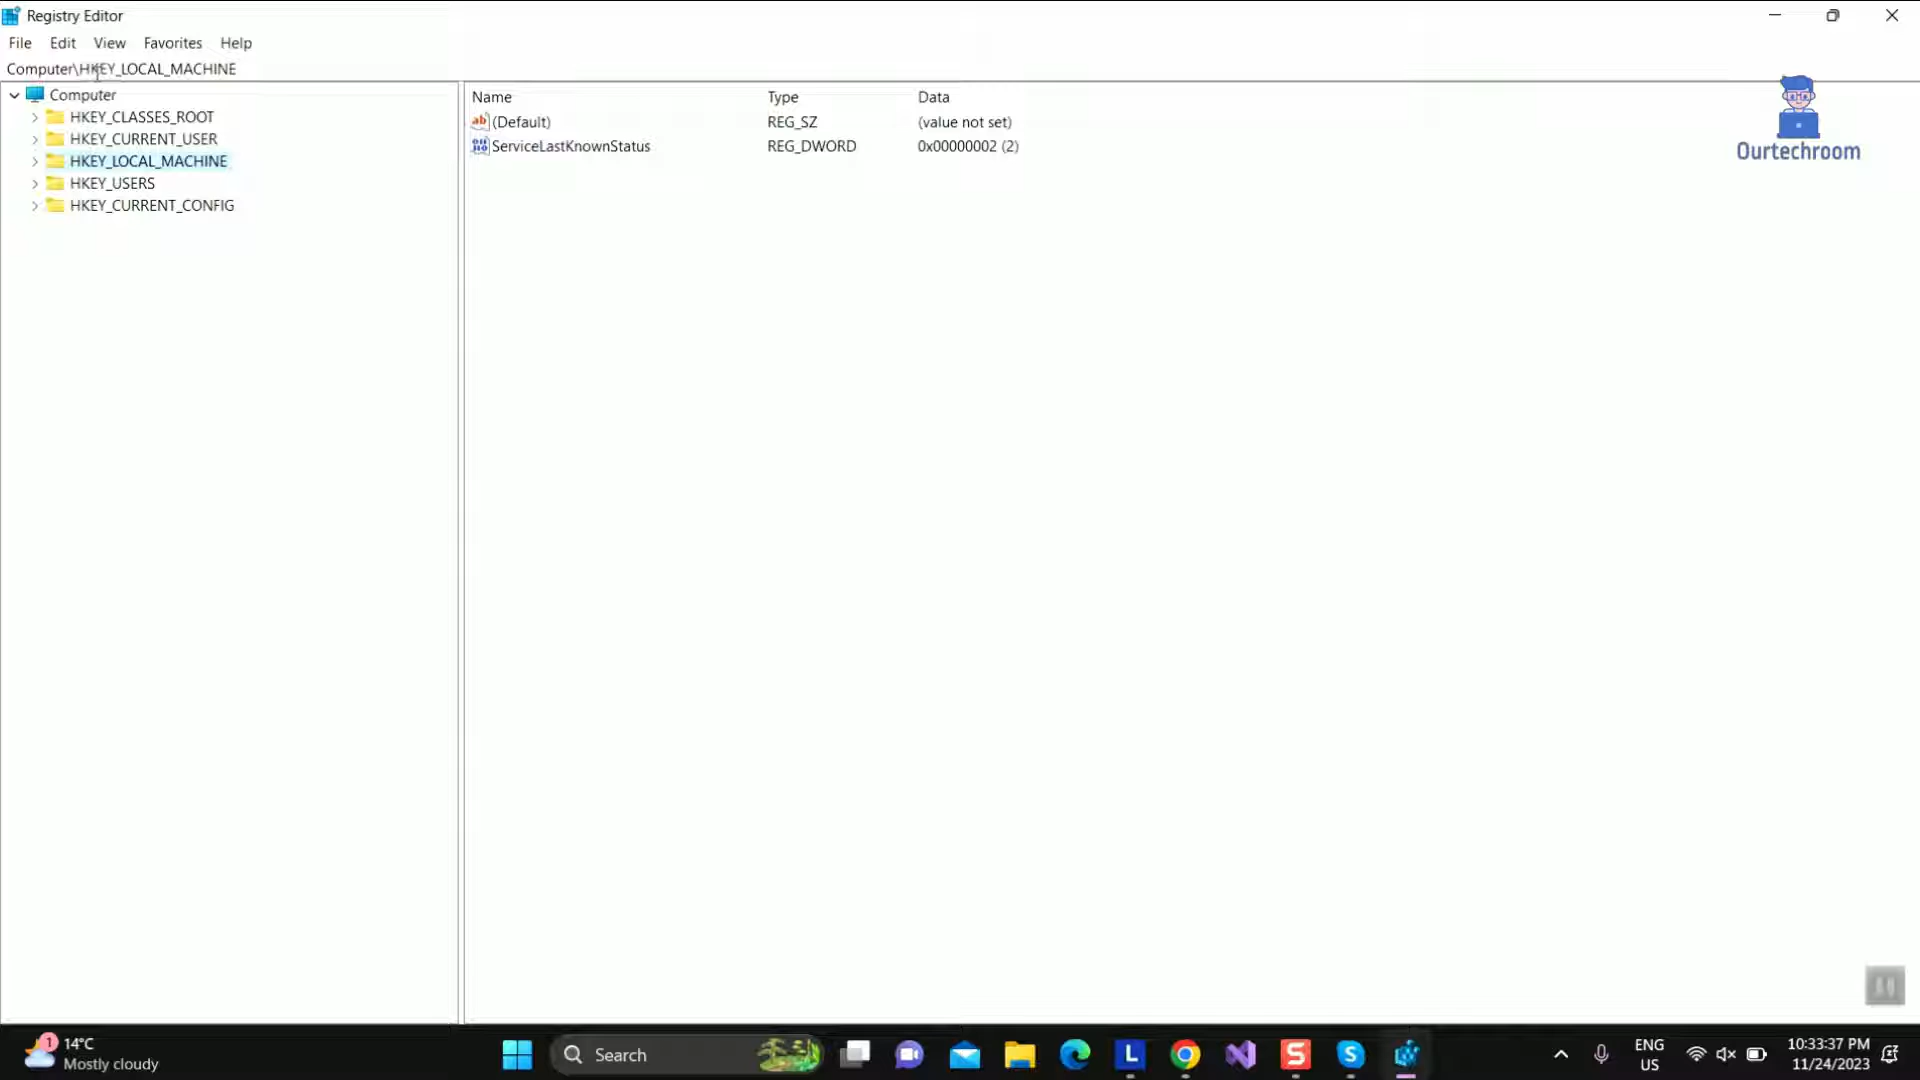 Registry Editor
File Edit View Favorites Help
Computer\HKEY_LOCAL_MACHINE
Computer
HKEY_CLASSES_ROOT
HKEY_CURRENT_USER
HKEY_LOCAL_MACHINE
HKEY_USERS
HKEY_CURRENT_CONFIG
Name Type Data
ab (Default) REG_SZ (value not set)
ServiceLastKnownStatus REG_DWORD 0x00000002 (2)
Ourtechroom
1 14°C
Mostly cloudy
Search
L
S
S
ENG
US
10:33:37 PM
11/24/2023